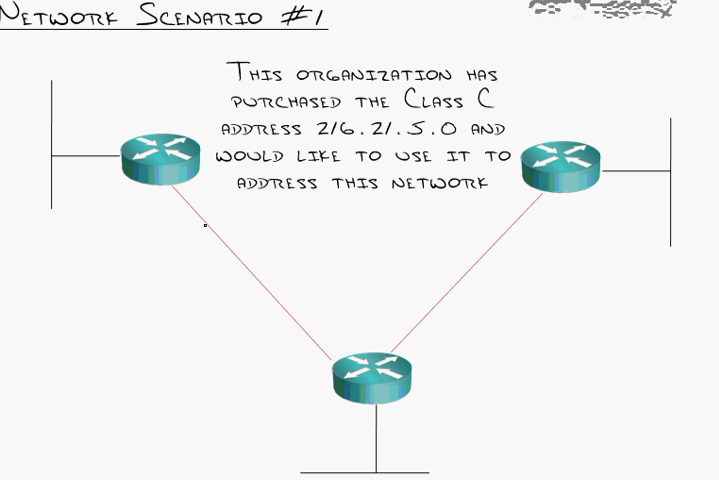 Network Scenario #1
This organization has
purchased the Class C
address 216.21.5.0 and
would like to use it to
address this network